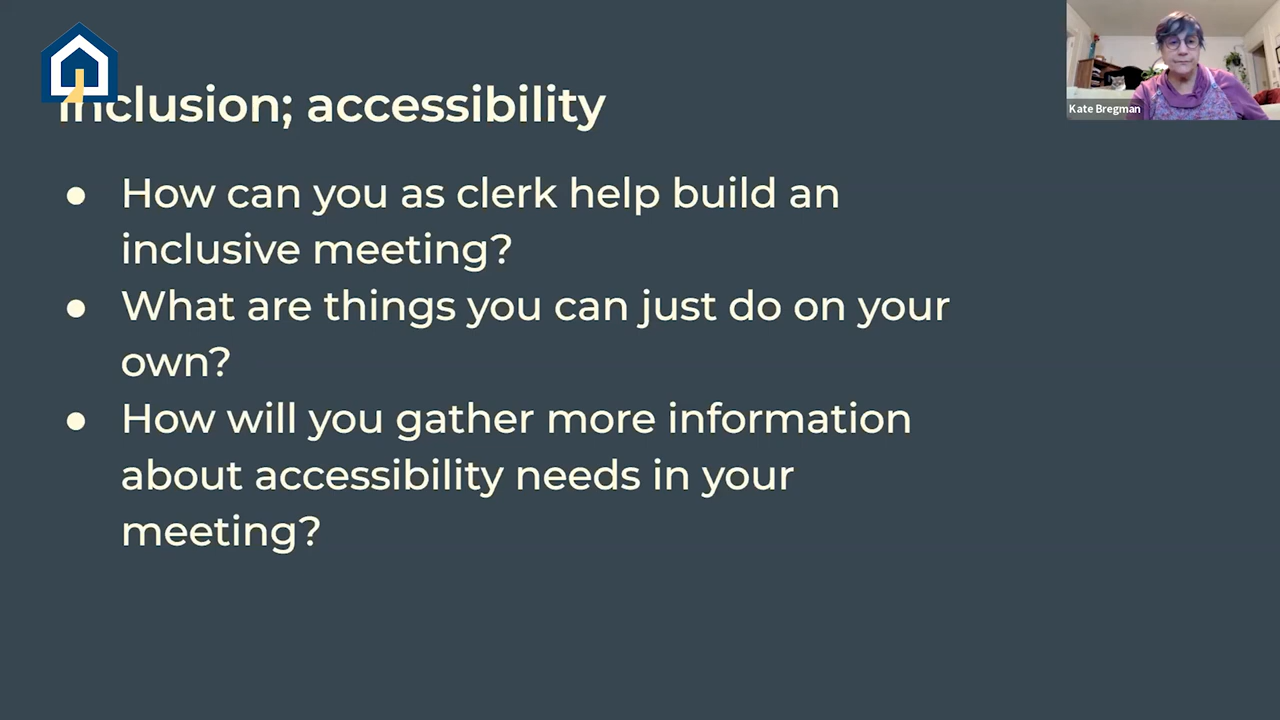 Inclusion; accessibility
Kate Bregman
● How can you as clerk help build an
inclusive meeting?
● What are things you can just do on your
own?
● How will you gather more information
about accessibility needs in your
meeting?